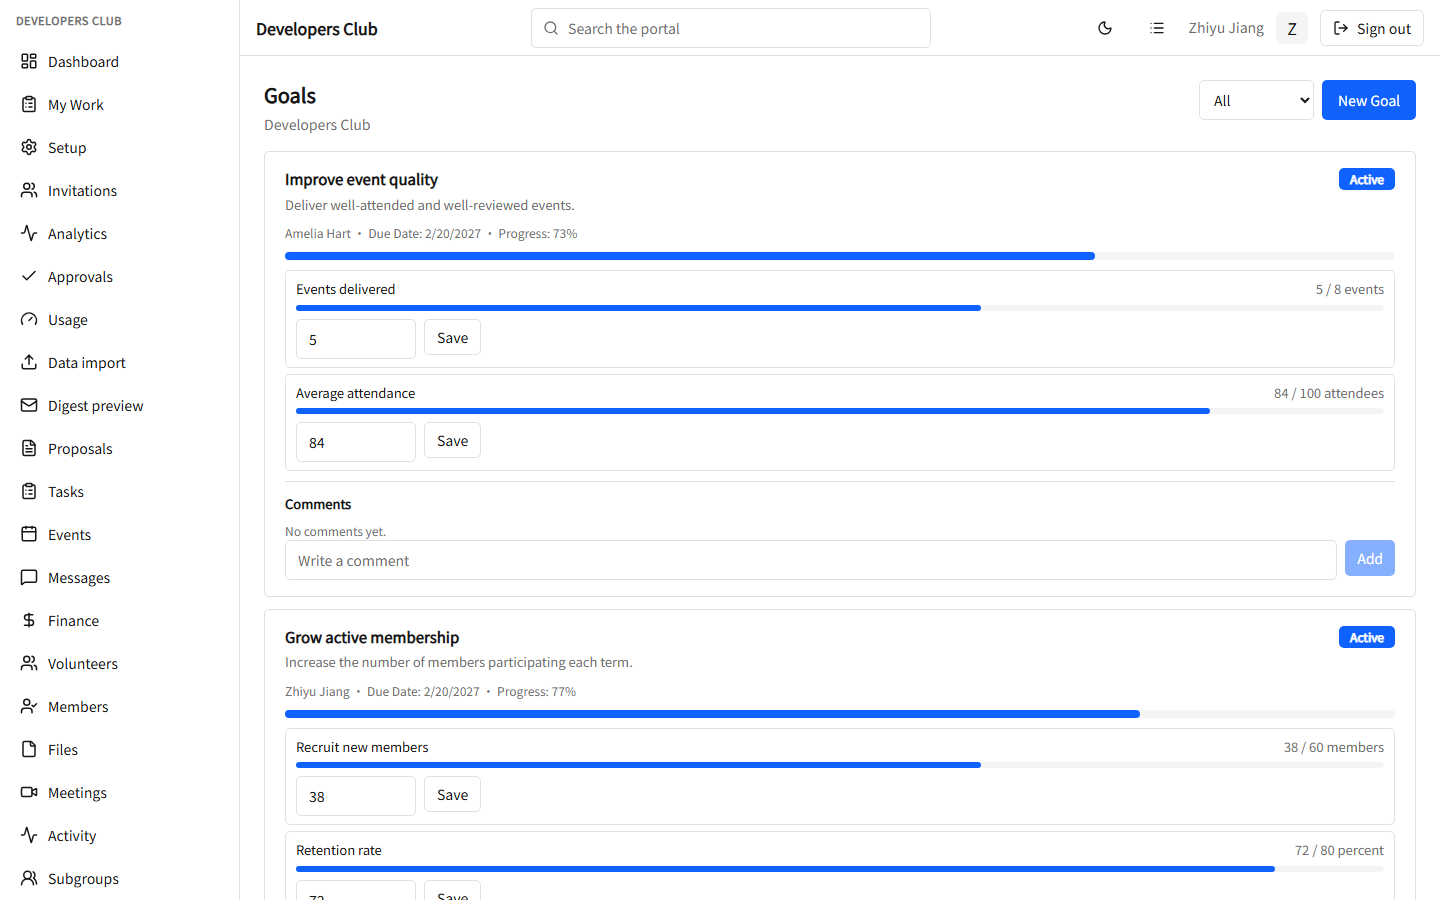 DEVELOPERS CLUB
Dashboard
My Work
Setup
Invitations
Analytics
Approvals
Usage
Data import
Digest preview
Proposals
Tasks
Events
Messages
Finance
Volunteers
Members
Files
Meetings
Activity
Subgroups
Developers Club
Search the portal
Zhiyu Jiang
Z
Sign out
Goals
Developers Club
All
New Goal
Improve event quality
Active
Deliver well-attended and well-reviewed events.
Amelia Hart • Due Date: 2/20/2027 • Progress: 73%
Events delivered
5 / 8 events
5
Save
Average attendance
84 / 100 attendees
84
Save
Comments
No comments yet.
Write a comment
Add
Grow active membership
Active
Increase the number of members participating each term.
Zhiyu Jiang • Due Date: 2/20/2027 • Progress: 77%
Recruit new members
38 / 60 members
38
Save
Retention rate
72 / 80 percent
72
Save